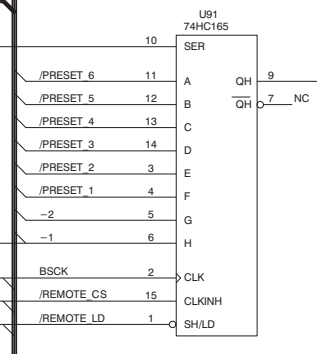 U91
74HC165
10 SER
/PRESET_6 11 A QH 9
/PRESET_5 12 B QH 7 NC
/PRESET_4 13 C
/PRESET_3 14 D
/PRESET_2 3 E
/PRESET_1 4 F
−2 5 G
−1 6 H
BSCK 2 CLK
/REMOTE_CS 15 CLKINH
/REMOTE_LD 1 SH/LD